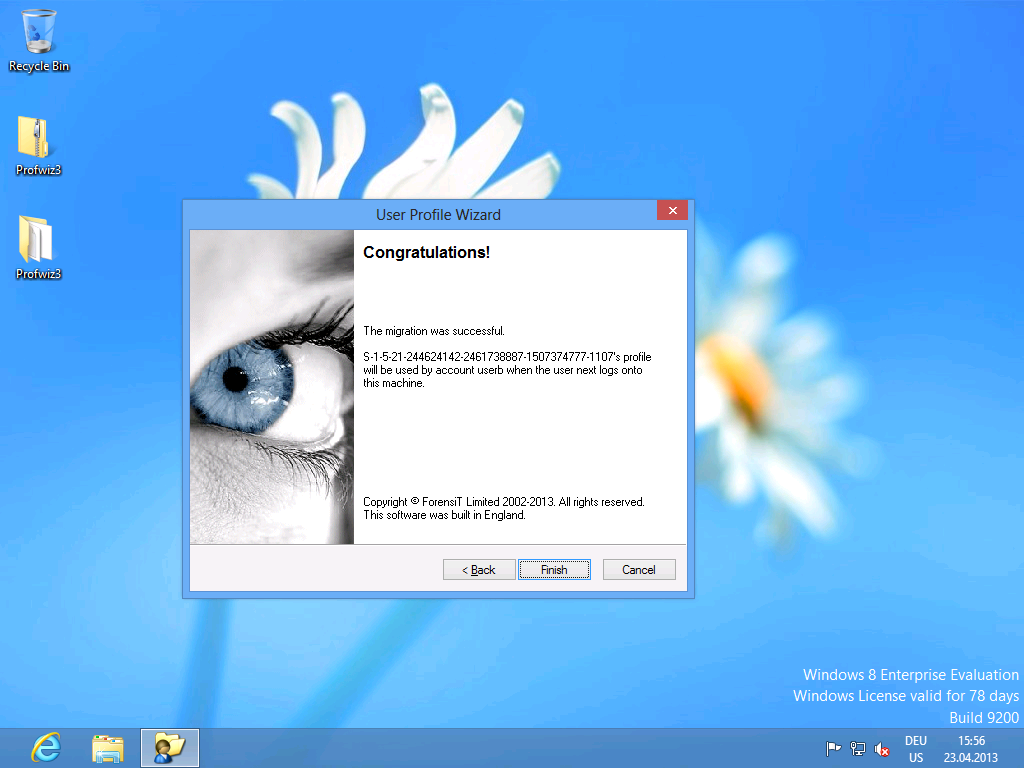 Recycle Bin
Profwiz3
Profwiz3
User Profile Wizard
Congratulations!
The migration was successful.
S-1-5-21-244624142-2461738887-1507374777-1107's profile
will be used by account userb when the user next logs onto
this machine.
Copyright © ForensiT Limited 2002-2013. All rights reserved.
This software was built in England.
< Back
Finish
Cancel
Windows 8 Enterprise Evaluation
Windows License valid for 78 days
Build 9200
DEU
US
15:56
23.04.2013